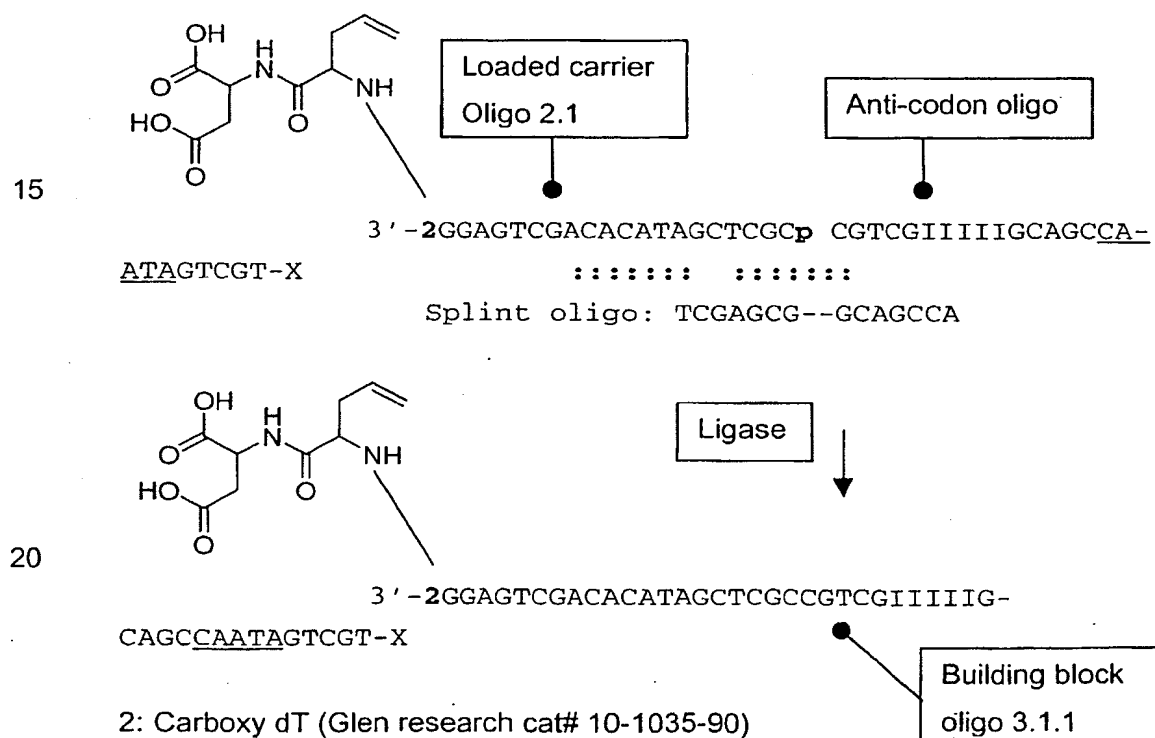 OH
H
N
O
NH
HO
O
O
Loaded carrier
Oligo 2.1
Anti-codon oligo
15
3'-2GGAGTCGACACATAGCTCGCp CGTCGIIIIIGCAGCCA-
ATAGTCGT-X
::::::: :::::::
Splint oligo: TCGAGCG--GCAGCCA
OH
H
N
O
NH
HO
O
O
Ligase
20
3'-2GGAGTCGACACATAGCTCGCCGTCGIIIIIG-
CAGCCAATAGTCGT-X
Building block
oligo 3.1.1
2: Carboxy dT (Glen research cat# 10-1035-90)